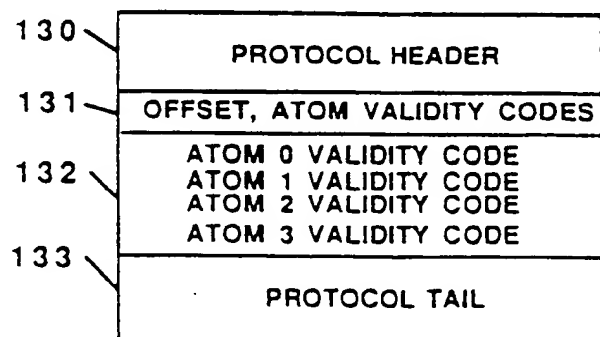 130 PROTOCOL HEADER
131 OFFSET, ATOM VALIDITY CODES
ATOM 0 VALIDITY CODE
132 ATOM 1 VALIDITY CODE
ATOM 2 VALIDITY CODE
ATOM 3 VALIDITY CODE
133 PROTOCOL TAIL